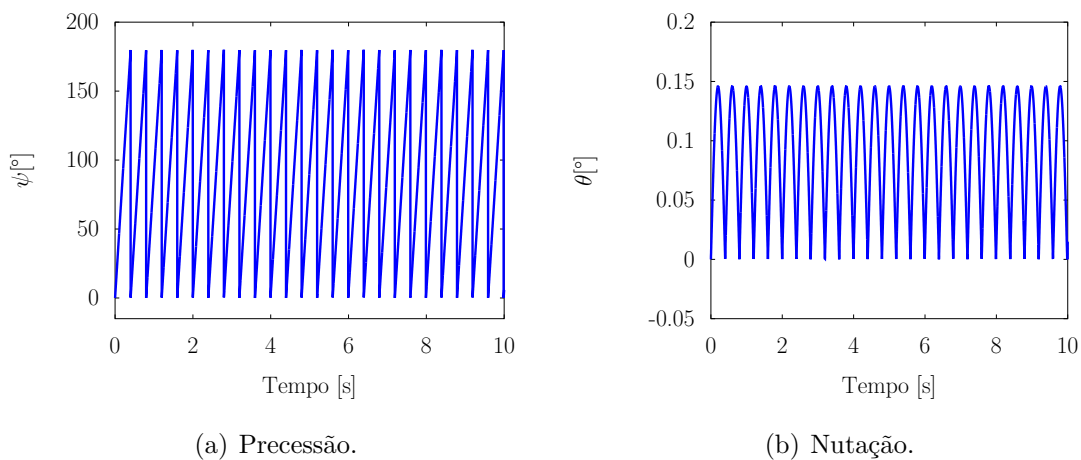 200
150
100
50
0
ψ[°]
0 2 4 6 8 10
Tempo [s]
(a) Precessão.
0.2
0.15
0.1
0.05
0
-0.05
θ[°]
0 2 4 6 8 10
Tempo [s]
(b) Nutação.